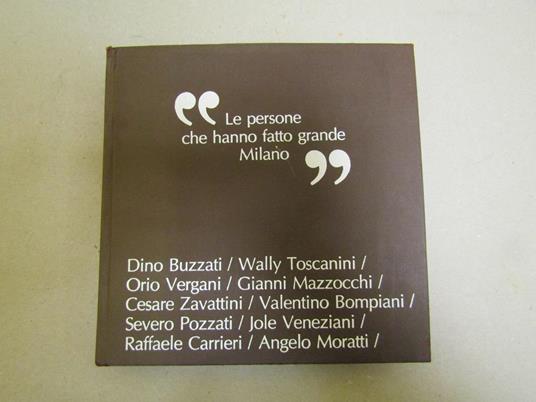 “ Le persone
che hanno fatto grande
Milano ”
Dino Buzzati / Wally Toscanini /
Orio Vergani / Gianni Mazzocchi /
Cesare Zavattini / Valentino Bompiani /
Severo Pozzati / Jole Veneziani /
Raffaele Carrieri / Angelo Moratti /